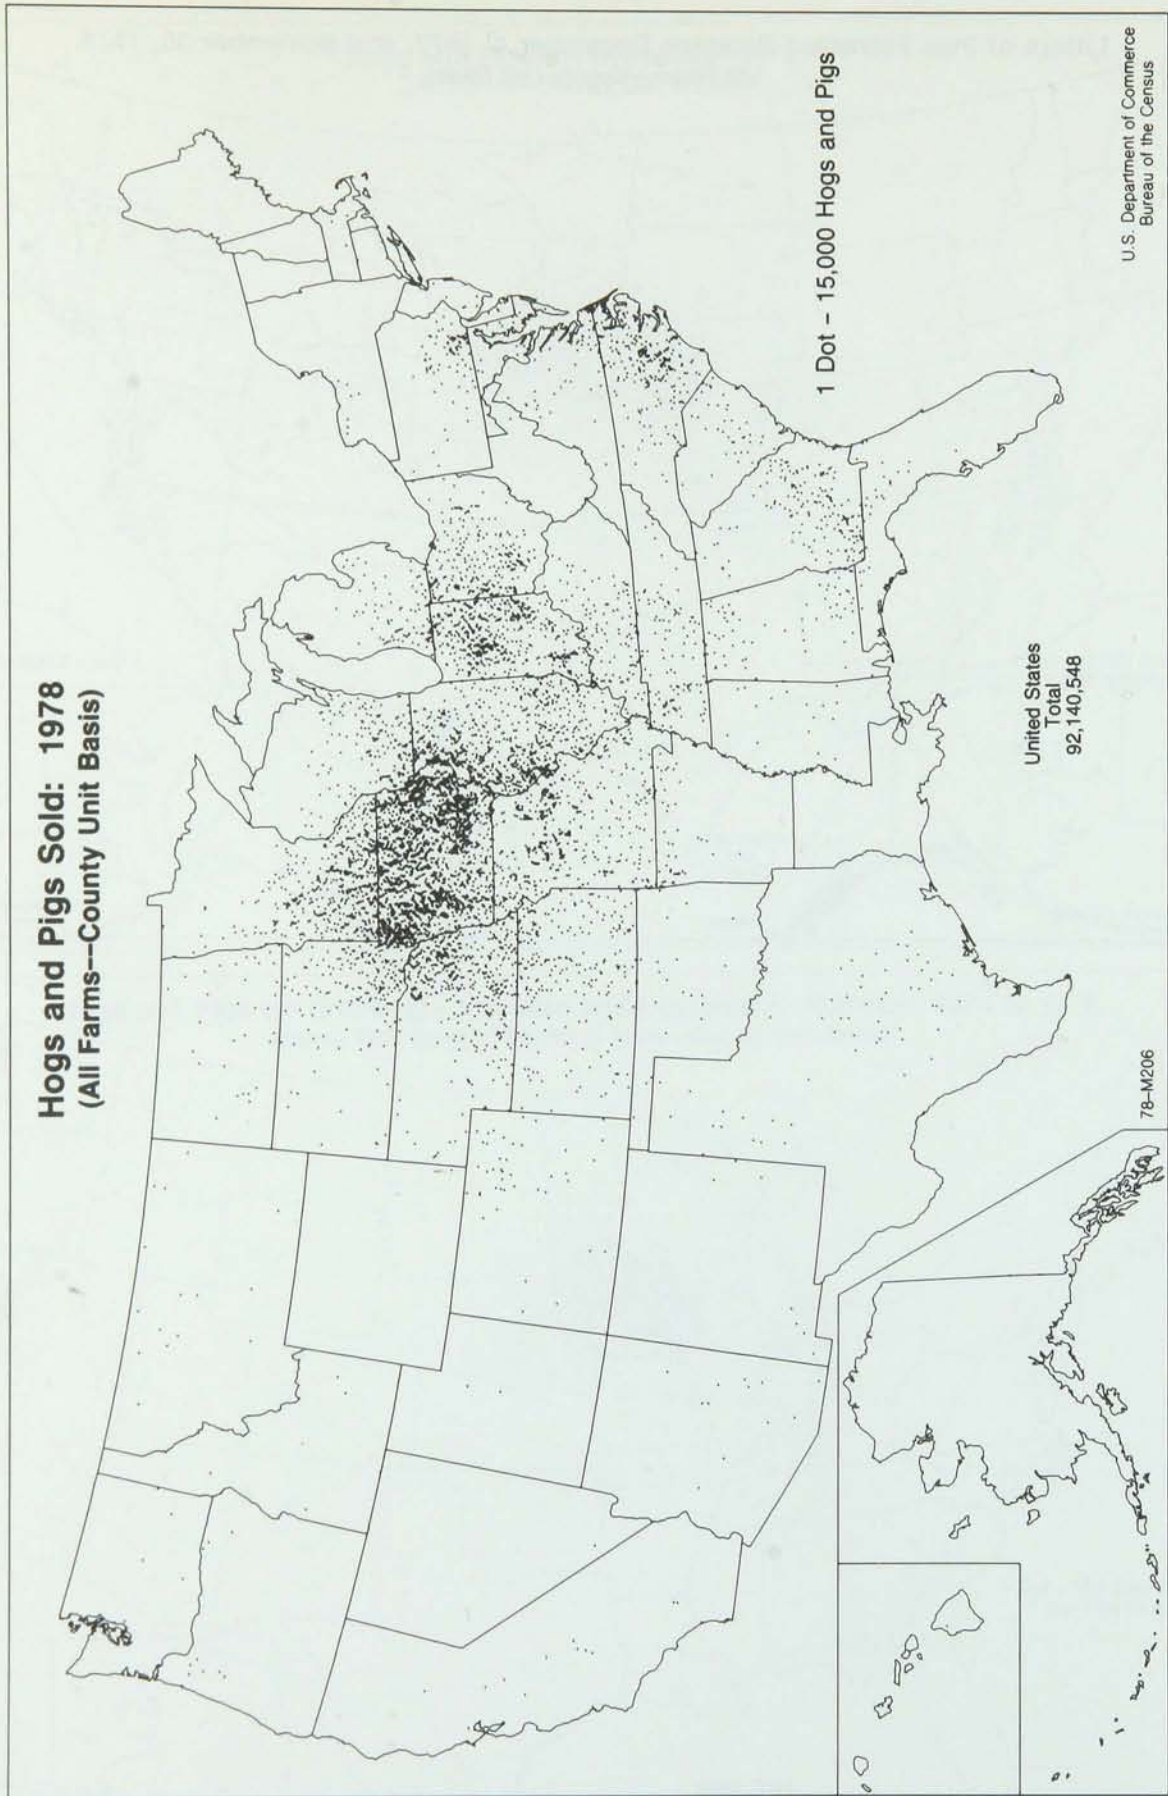 Hogs and Pigs Sold: 1978
(All Farms—County Unit Basis)
1 Dot – 15,000 Hogs and Pigs
United States
Total
92,140,548
78–M206
U.S. Department of Commerce
Bureau of the Census